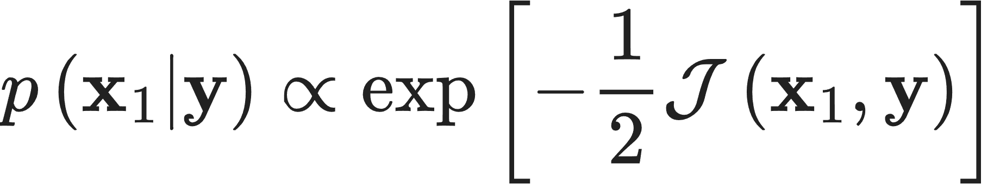 p(𝐱₁|𝐲) ∝ exp[−½𝒥(𝐱₁, 𝐲)]